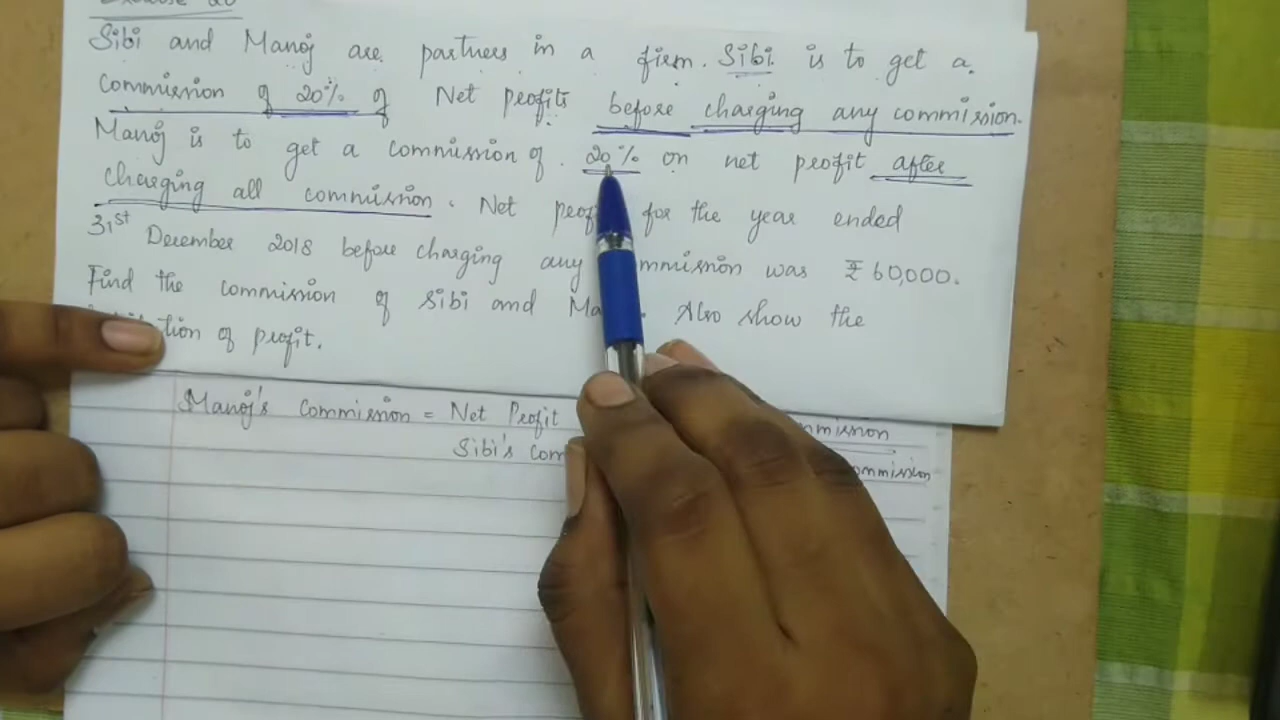 Sibi and Manoj are partners in a firm. Sibi is to get a
commission of 20% of Net profits before charging any commission.
Manoj is to get a commission of 20% on net profit after
charging all commission. Net for the year ended
31st December 2018 before charging any was ₹ 60,000.
Find the commission of Sibi and Also show the
of profit.
Manoj's Commission = Net Profit
Sibi's